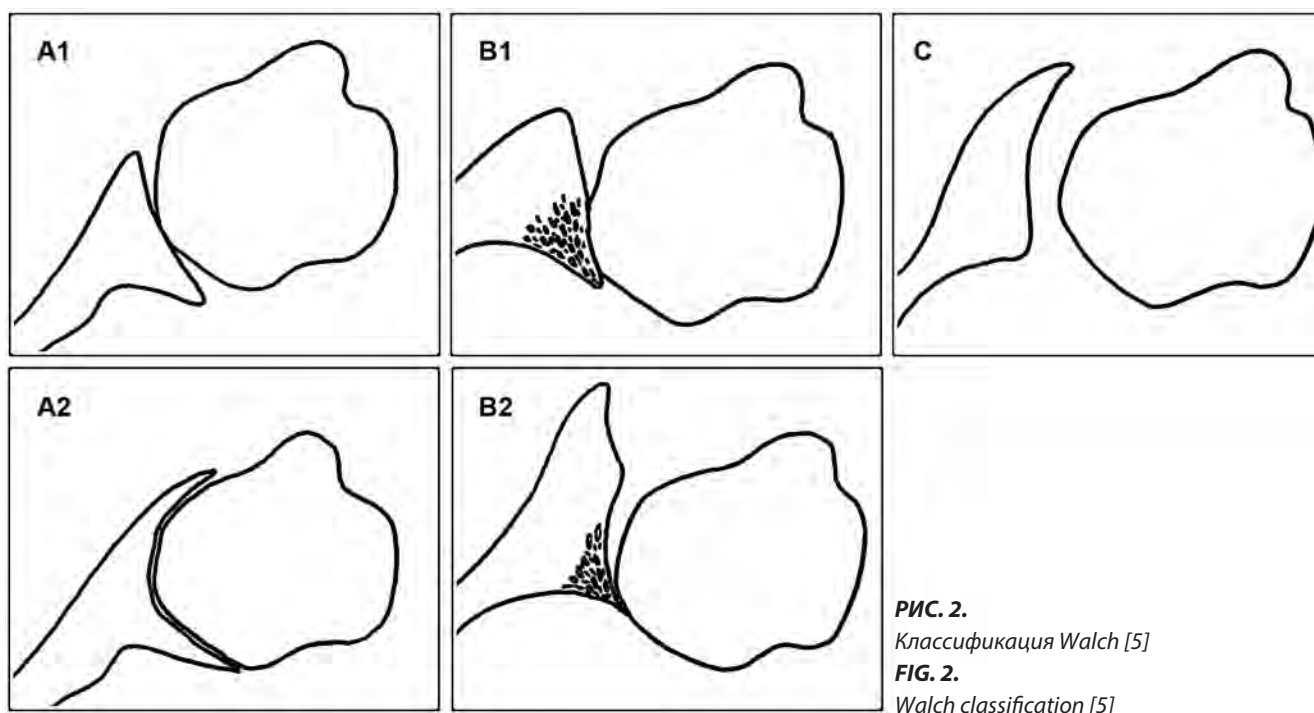 A1
B1
C
A2
B2
РИС. 2.
Классификация Walch [5]
FIG. 2.
Walch classification [5]